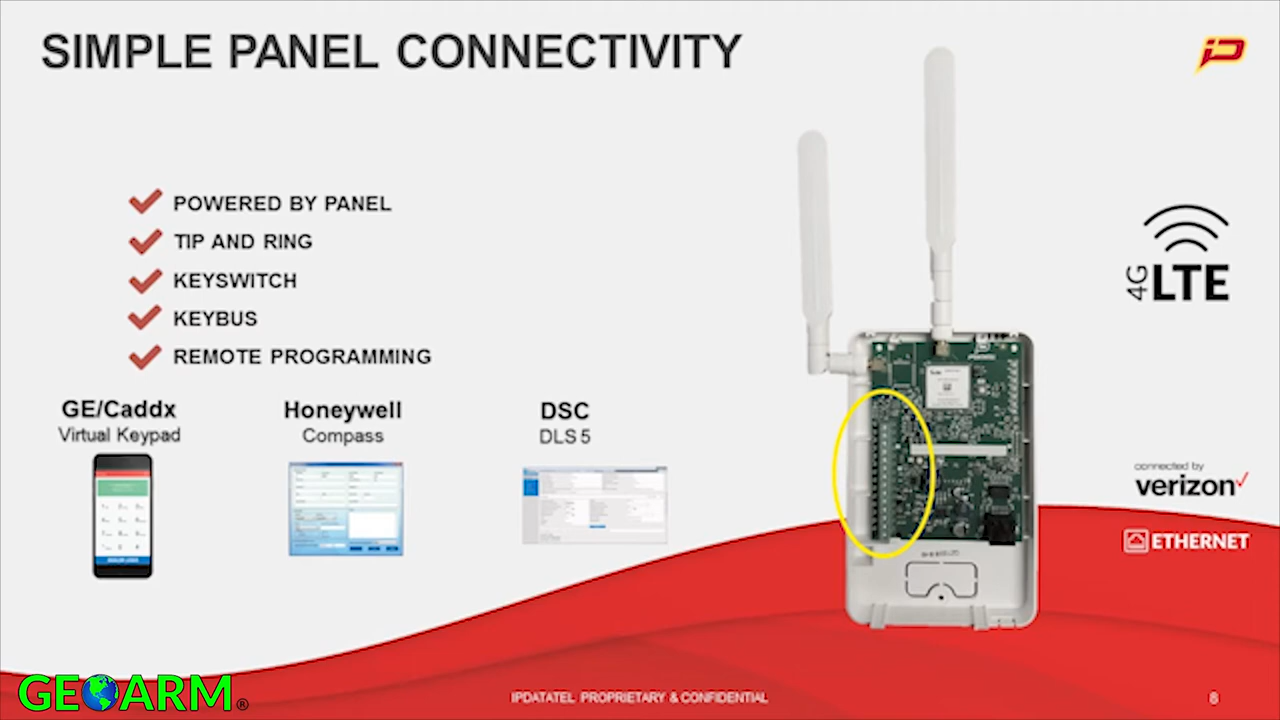 SIMPLE PANEL CONNECTIVITY
iD
POWERED BY PANEL
TIP AND RING
KEYSWITCH
KEYBUS
REMOTE PROGRAMMING
4G LTE
GE/Caddx
Virtual Keypad
Honeywell
Compass
DSC
DLS 5
connected by
verizon
ETHERNET
GEOARM®
IPDATATEL PROPRIETARY & CONFIDENTIAL